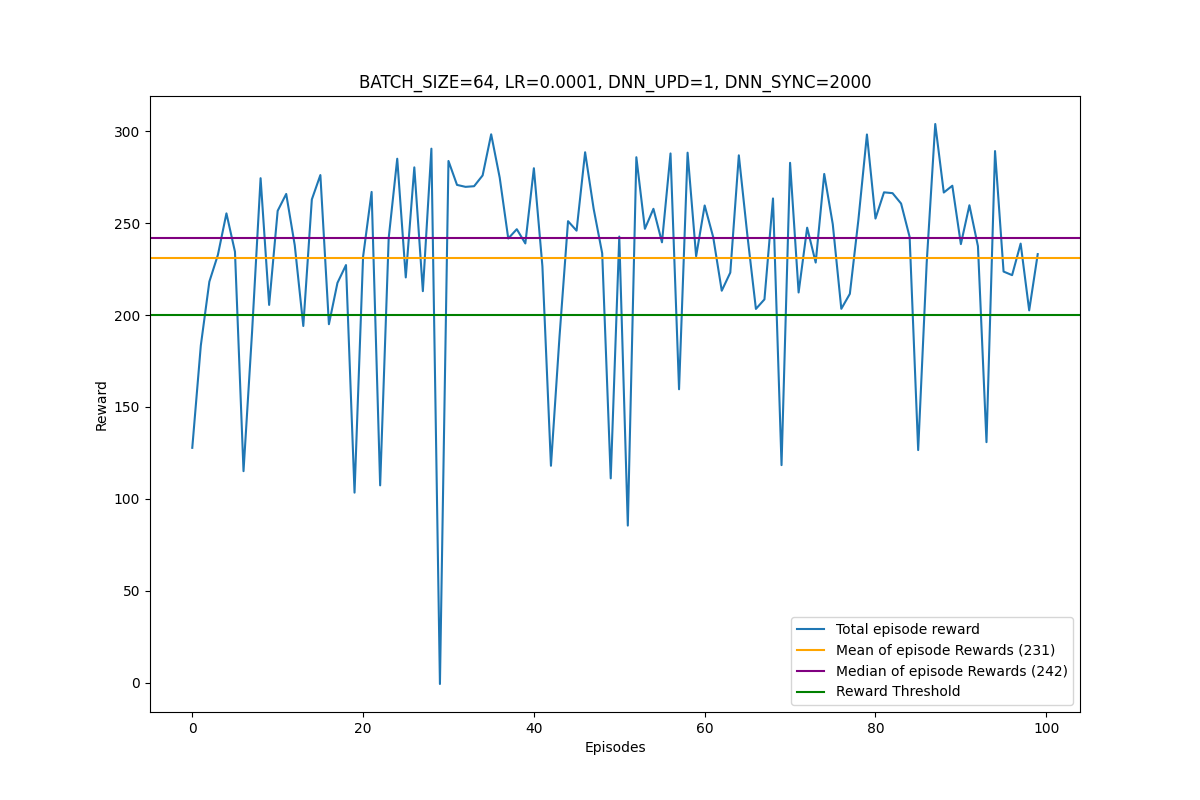 BATCH_SIZE=64, LR=0.0001, DNN_UPD=1, DNN_SYNC=2000
300
250
200
150
100
50
0
Reward
Total episode reward
Mean of episode Rewards (231)
Median of episode Rewards (242)
Reward Threshold
0 20 40 60 80 100
Episodes